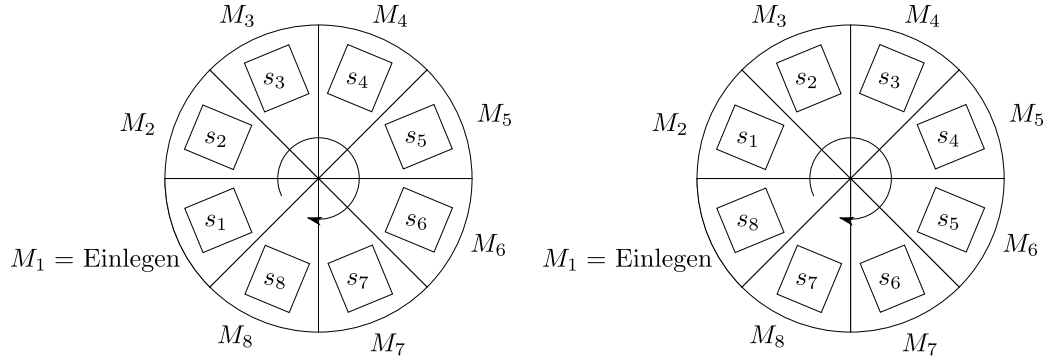 M₃ M₄ M₃ M₄
s₃ s₄ s₂ s₃
M₂ s₂ s₅ M₅ M₂ s₁ s₄ M₅
s₁ s₆ s₈ s₅
M₁ = Einlegen M₆ M₁ = Einlegen M₆
s₈ s₇ s₇ s₆
M₈ M₇ M₈ M₇